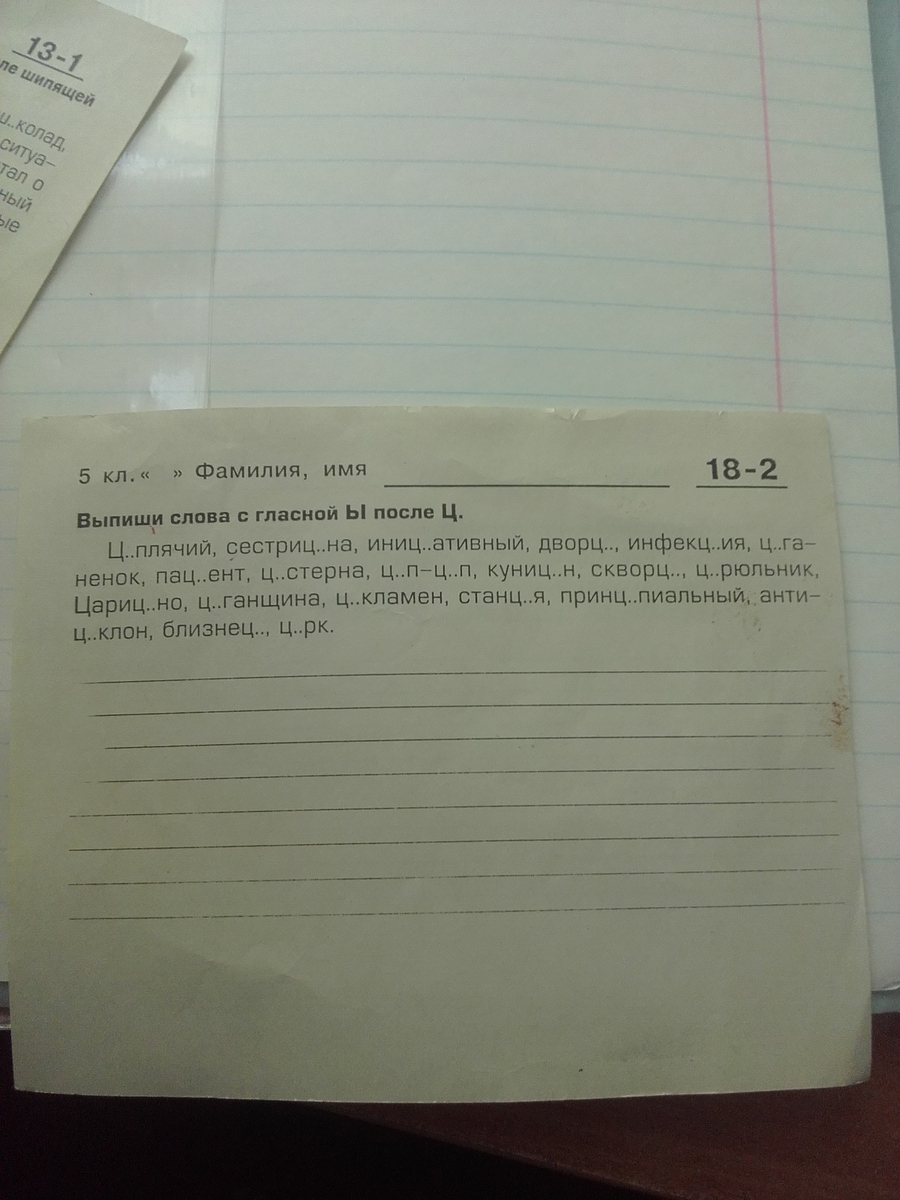 13-1
ле шипящей
ш..колад,
ситуа-
тал о
ный
ые
5 кл. « » Фамилия, имя
18-2
Выпиши слова с гласной Ы после Ц.
Ц..плячий, сестриц..на, иниц..ативный, дворц.., инфекц..ия, ц..га-
ненок, пац..ент, ц..стерна, ц..п-ц..п, куниц..н, скворц.., ц..рюльник,
Цариц..но, ц..ганщина, ц..кламен, станц..я, принц..пиальный, анти-
ц..клон, близнец.., ц..рк.